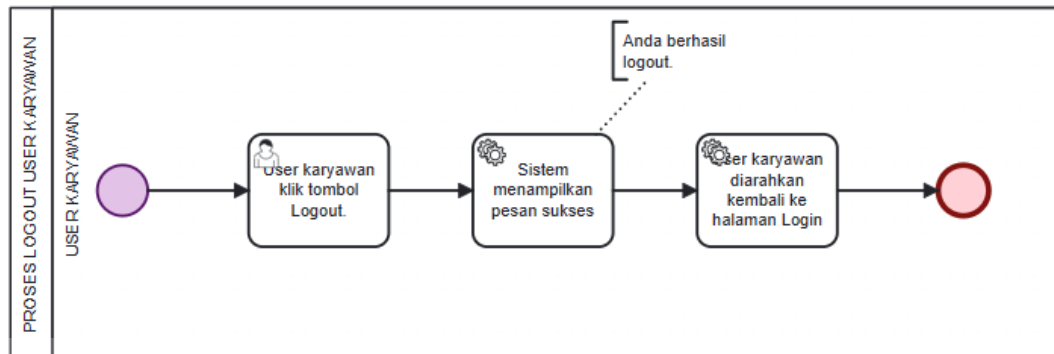 PROSES LOGOUT USER KARYAWAN
USER KARYAWAN
Anda berhasil
logout.
User karyawan
klik tombol
Logout.
Sistem
menampilkan
pesan sukses
User karyawan
diarahkan
kembali ke
halaman Login